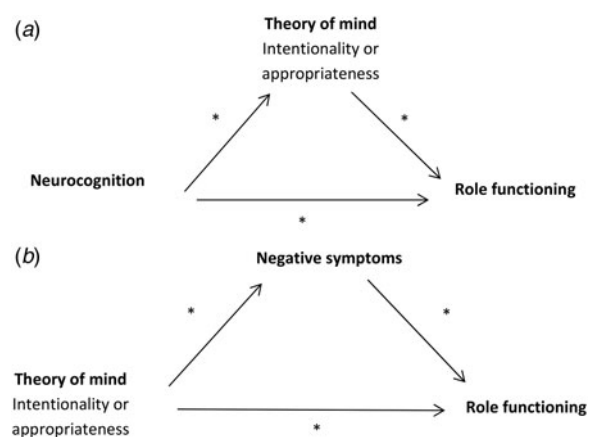 (a)
Theory of mind
Intentionality or
appropriateness
*
*
Neurocognition
Role functioning
*
(b)
Negative symptoms
*
*
Theory of mind
Intentionality or
appropriateness
Role functioning
*